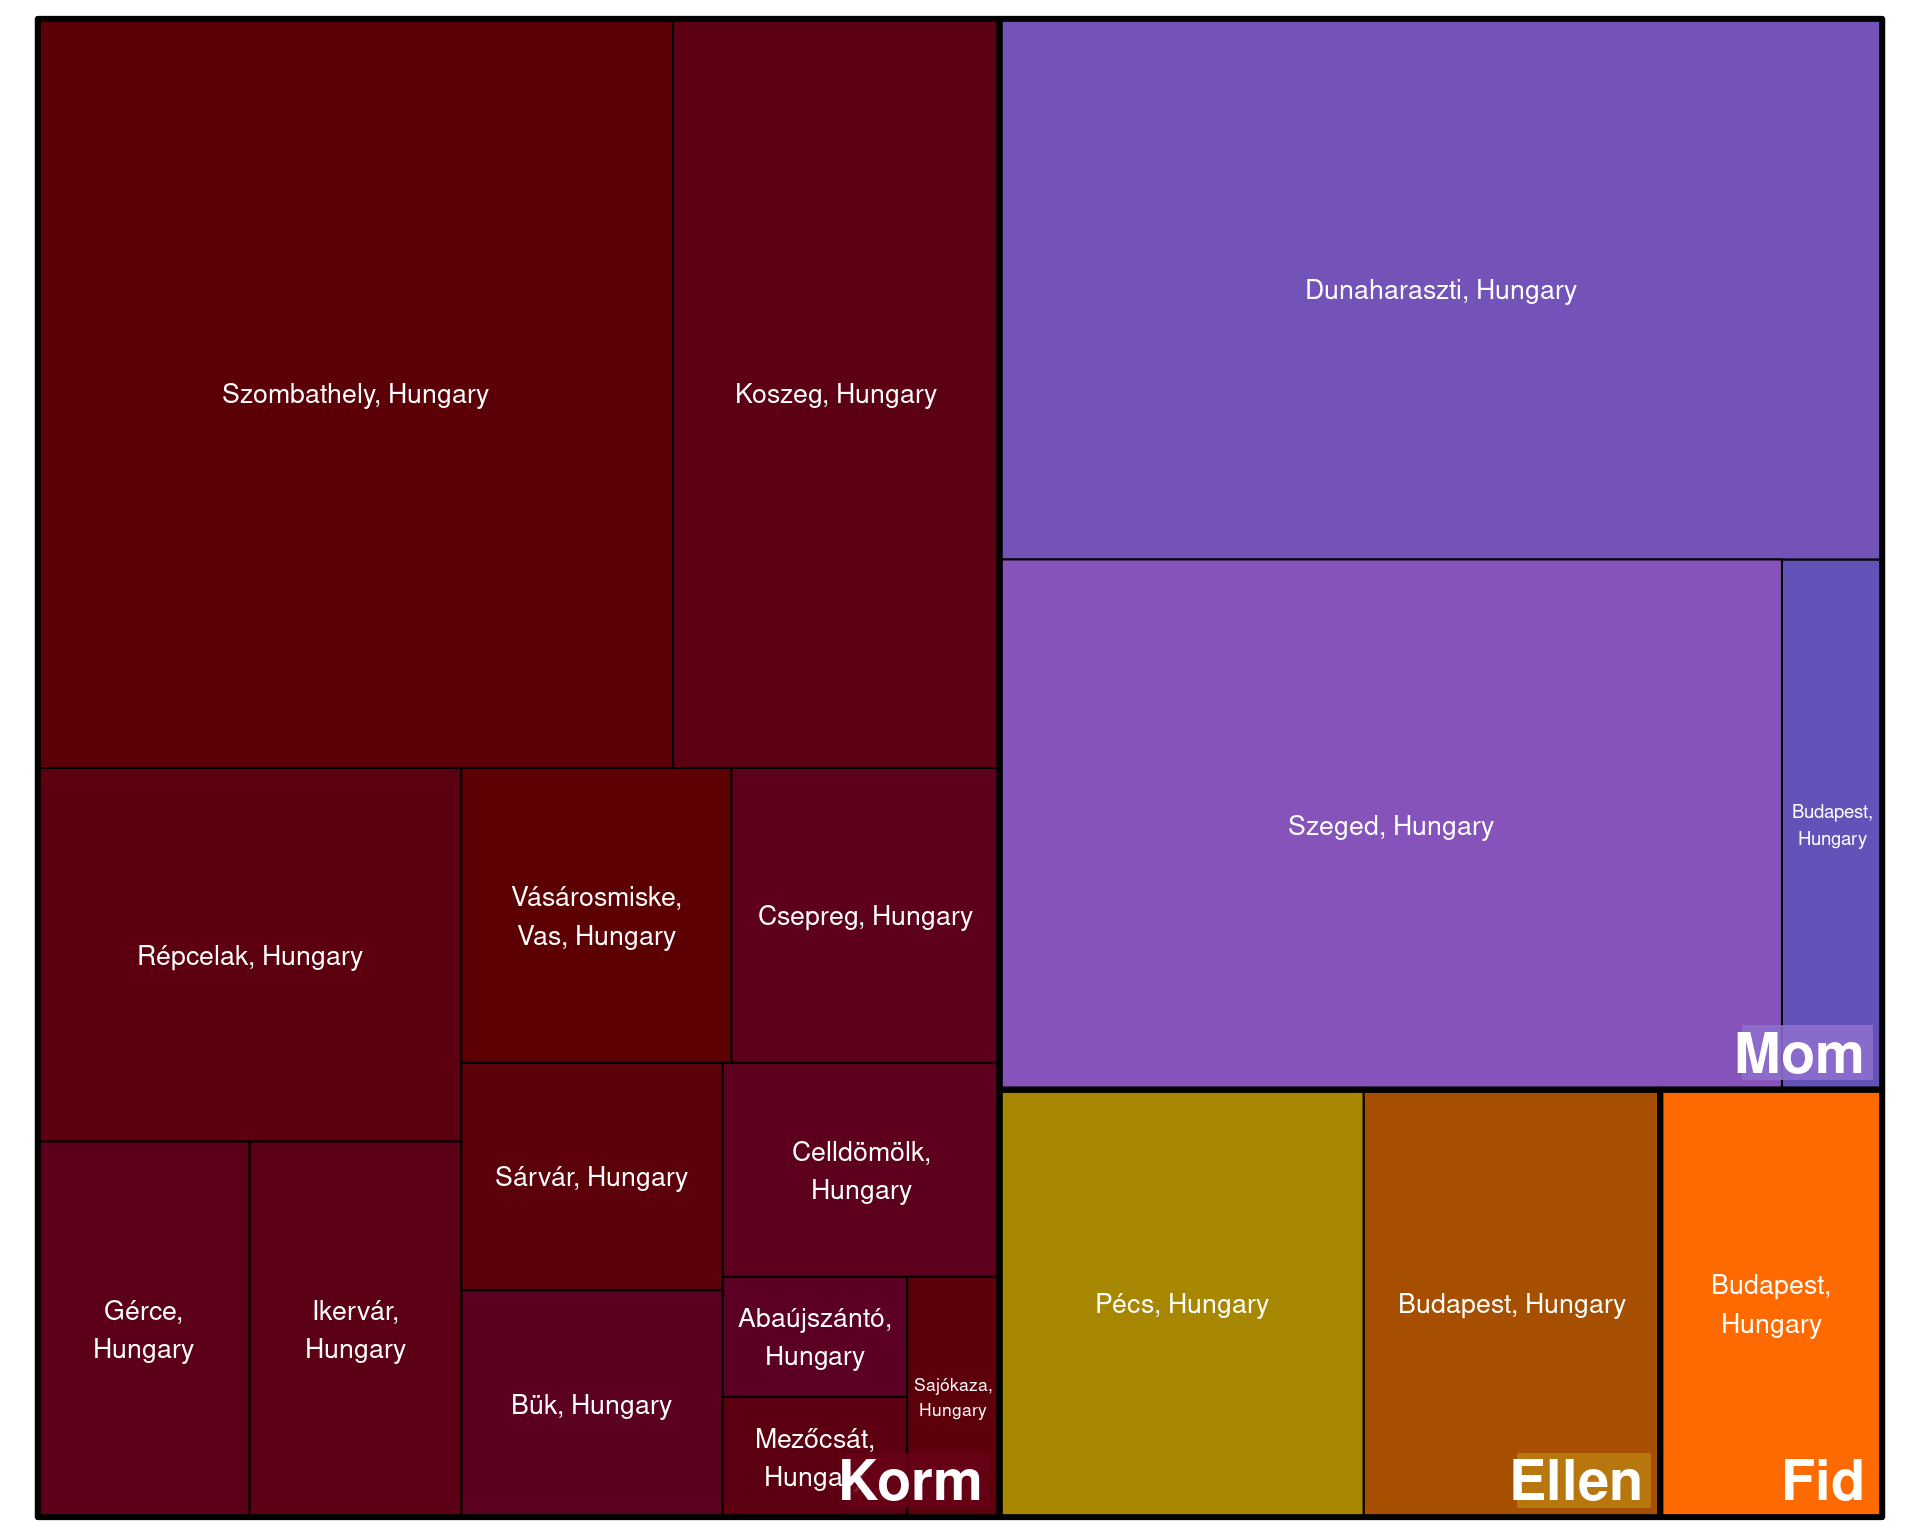 Szombathely, Hungary
Koszeg, Hungary
Dunaharaszti, Hungary
Szeged, Hungary
Budapest,
Hungary
Mom
Répcelak, Hungary
Vásárosmiske,
Vas, Hungary
Csepreg, Hungary
Sárvár, Hungary
Celldömölk,
Hungary
Gérce,
Hungary
Ikervár,
Hungary
Bük, Hungary
Abaújszántó,
Hungary
Sajókaza,
Hungary
Mezőcsát,
Korm
Pécs, Hungary
Budapest, Hungary
Ellen
Budapest,
Hungary
Fid